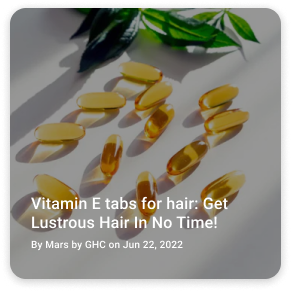 Vitamin E tabs for hair: Get
Lustrous Hair In No Time!
By Mars by GHC on Jun 22, 2022